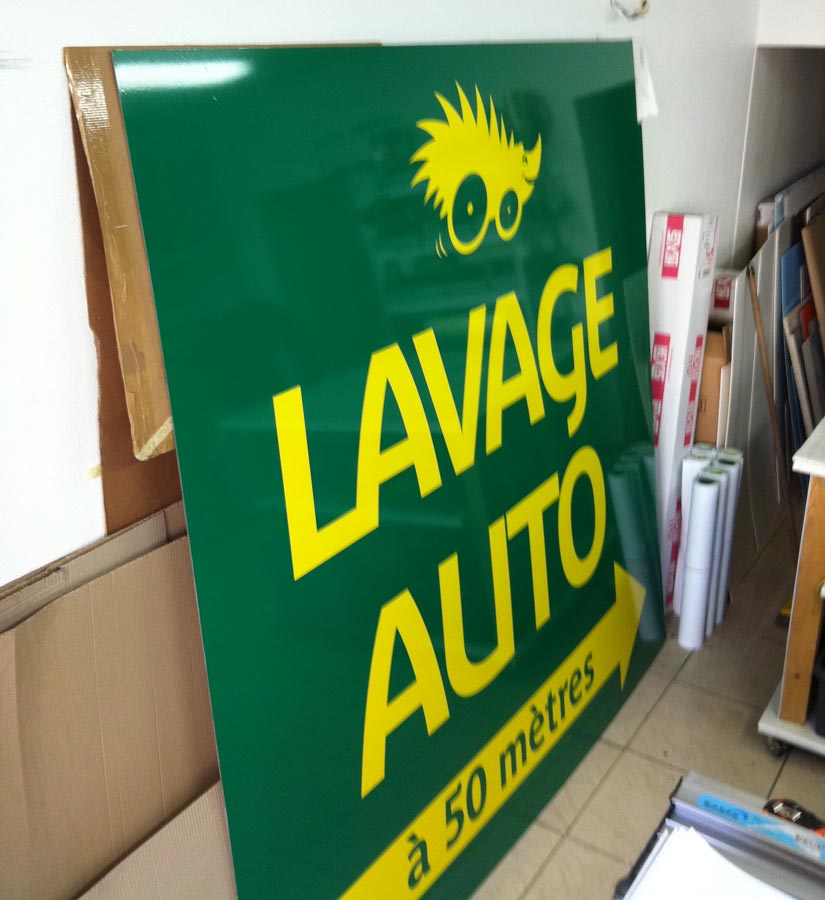 LAVAGE
AUTO
à 50 mètres